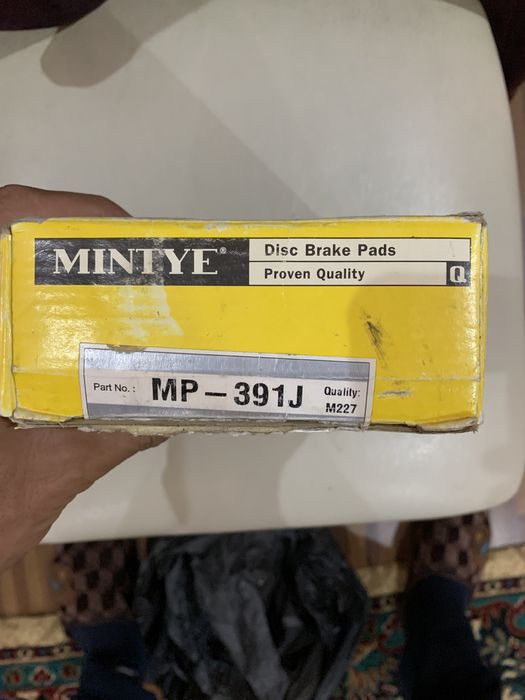 MINTYE®
Disc Brake Pads
Proven Quality
Q
Part No. : MP-391J
Quality:
M227